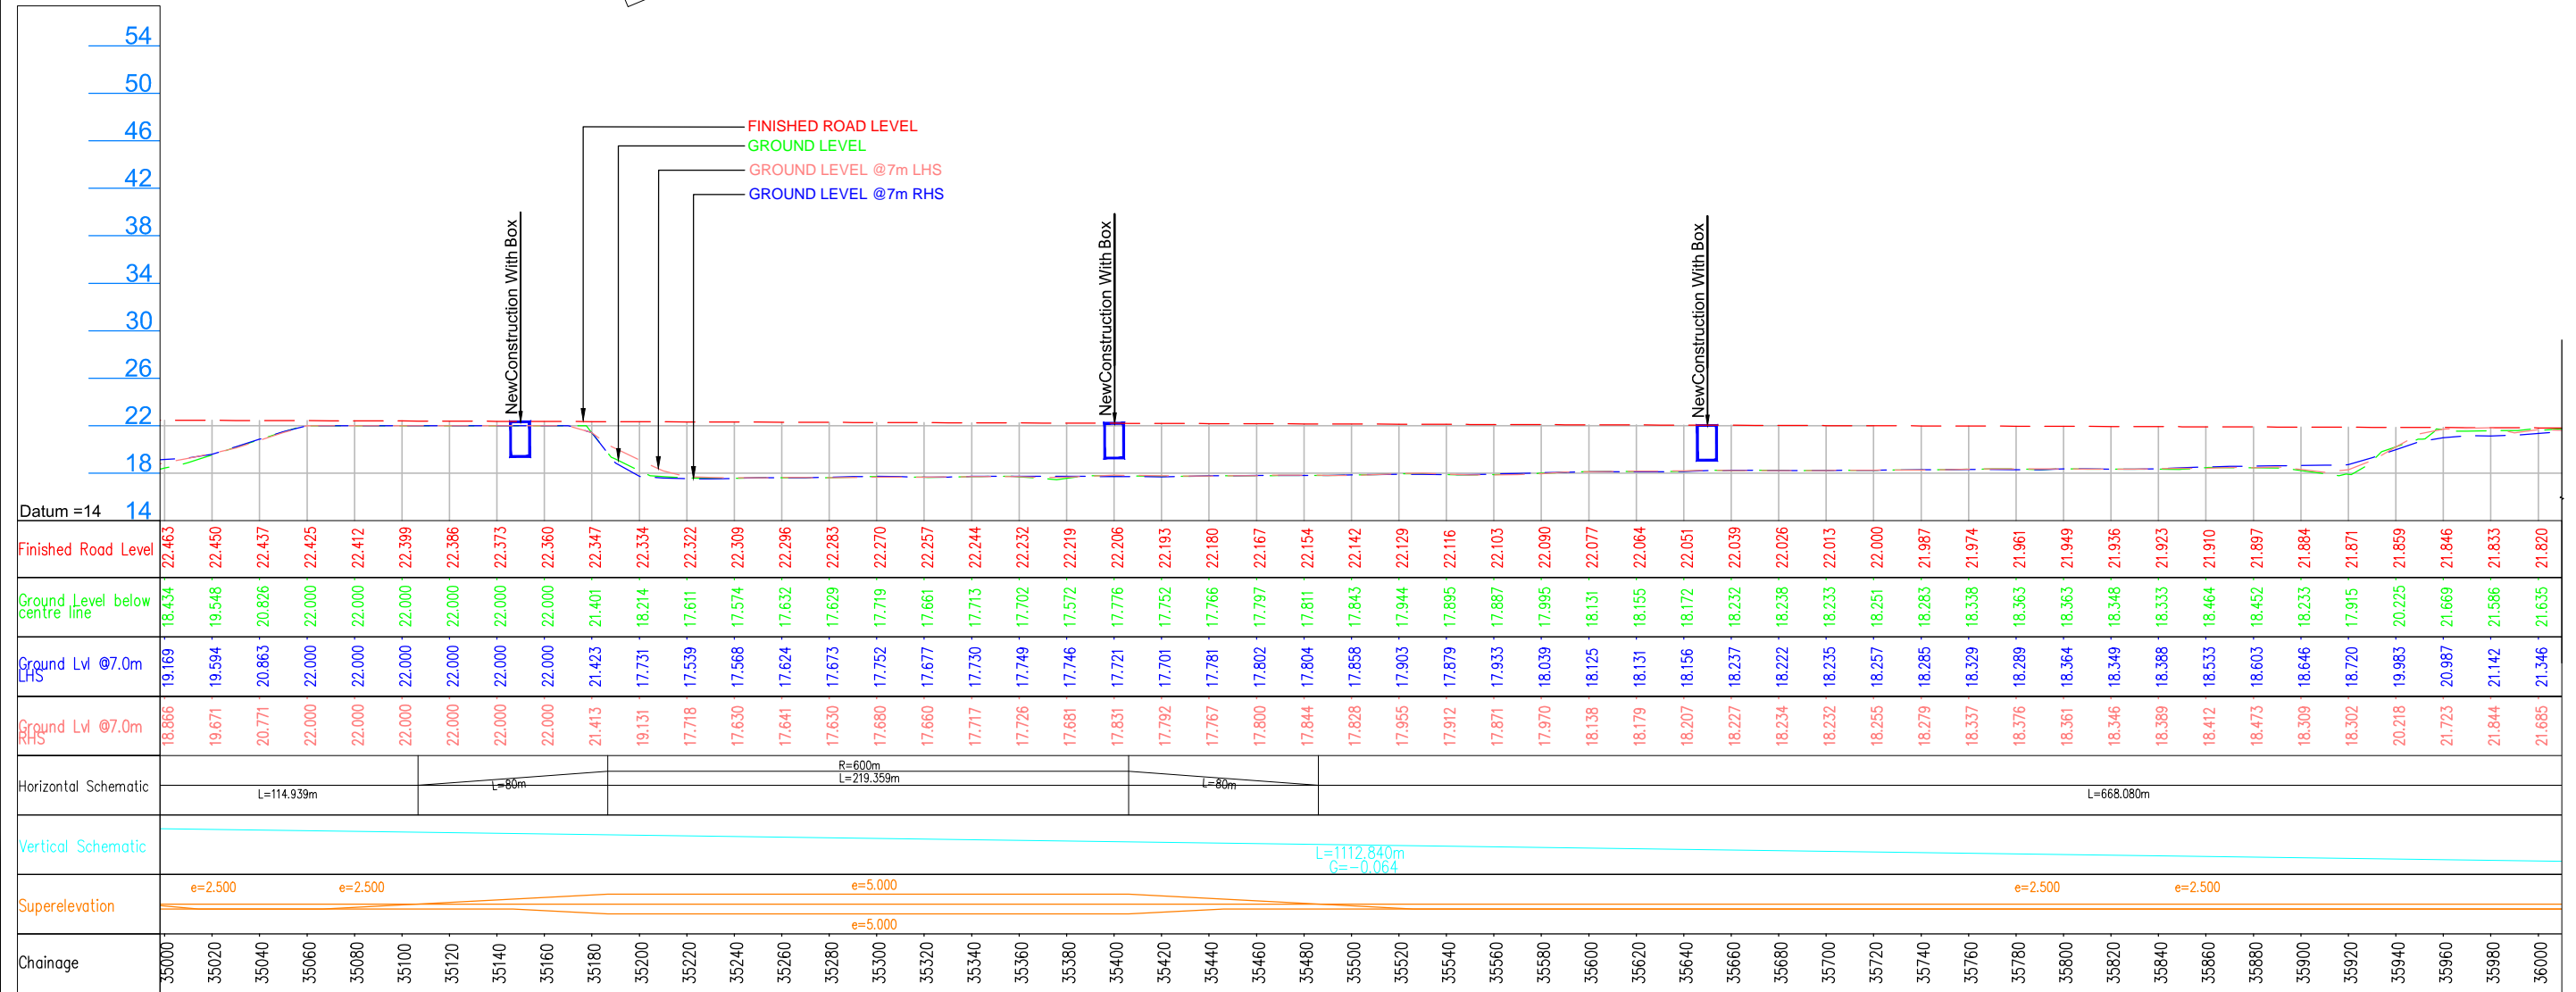 54
50
46
42
38
34
30
26
22
18
14
Datum =14
FINISHED ROAD LEVEL
GROUND LEVEL
GROUND LEVEL @7m LHS
GROUND LEVEL @7m RHS
NewConstruction With Box
NewConstruction With Box
NewConstruction With Box
Finished Road Level 22.463 22.450 22.437 22.425 22.412 22.399 22.386 22.373 22.360 22.347 22.334 22.322 22.309 22.296 22.283 22.270 22.257 22.244 22.232 22.219 22.206 22.193 22.180 22.167 22.154 22.142 22.129 22.116 22.103 22.090 22.077 22.064 22.051 22.039 22.026 22.013 22.000 21.987 21.974 21.961 21.949 21.936 21.923 21.910 21.897 21.884 21.871 21.859 21.846 21.833 21.820
Ground Level below
centre line 18.434 19.548 20.826 22.000 22.000 22.000 22.000 22.000 22.000 21.401 18.214 17.611 17.574 17.632 17.629 17.719 17.661 17.713 17.702 17.572 17.776 17.752 17.766 17.797 17.811 17.843 17.944 17.895 17.887 17.995 18.131 18.155 18.172 18.232 18.238 18.233 18.251 18.283 18.338 18.363 18.363 18.348 18.333 18.464 18.452 18.233 17.915 20.225 21.669 21.586 21.635
Ground Lvl @7.0m
LHS 19.169 19.594 20.863 22.000 22.000 22.000 22.000 22.000 22.000 21.423 17.731 17.539 17.568 17.624 17.673 17.752 17.677 17.730 17.749 17.746 17.721 17.701 17.781 17.802 17.804 17.858 17.903 17.879 17.933 18.039 18.125 18.131 18.156 18.237 18.222 18.235 18.257 18.285 18.329 18.289 18.364 18.349 18.388 18.533 18.603 18.646 18.720 19.983 20.987 21.142 21.346
Ground Lvl @7.0m
RHS 18.866 19.671 20.771 22.000 22.000 22.000 22.000 22.000 22.000 21.413 19.131 17.718 17.630 17.641 17.630 17.680 17.660 17.717 17.726 17.681 17.831 17.792 17.767 17.800 17.844 17.828 17.955 17.912 17.871 17.970 18.138 18.179 18.207 18.227 18.234 18.232 18.255 18.279 18.337 18.376 18.361 18.346 18.389 18.412 18.473 18.309 18.302 20.218 21.723 21.844 21.685
Horizontal Schematic
L=114.939m
L=80m
R=600m
L=219.359m
L=80m
L=668.080m
Vertical Schematic
L=1112.840m
G=-0.064
Superelevation
e=2.500 e=2.500 e=5.000 e=2.500 e=2.500
e=5.000
Chainage 35000 35020 35040 35060 35080 35100 35120 35140 35160 35180 35200 35220 35240 35260 35280 35300 35320 35340 35360 35380 35400 35420 35440 35460 35480 35500 35520 35540 35560 35580 35600 35620 35640 35660 35680 35700 35720 35740 35760 35780 35800 35820 35840 35860 35880 35900 35920 35940 35960 35980 36000